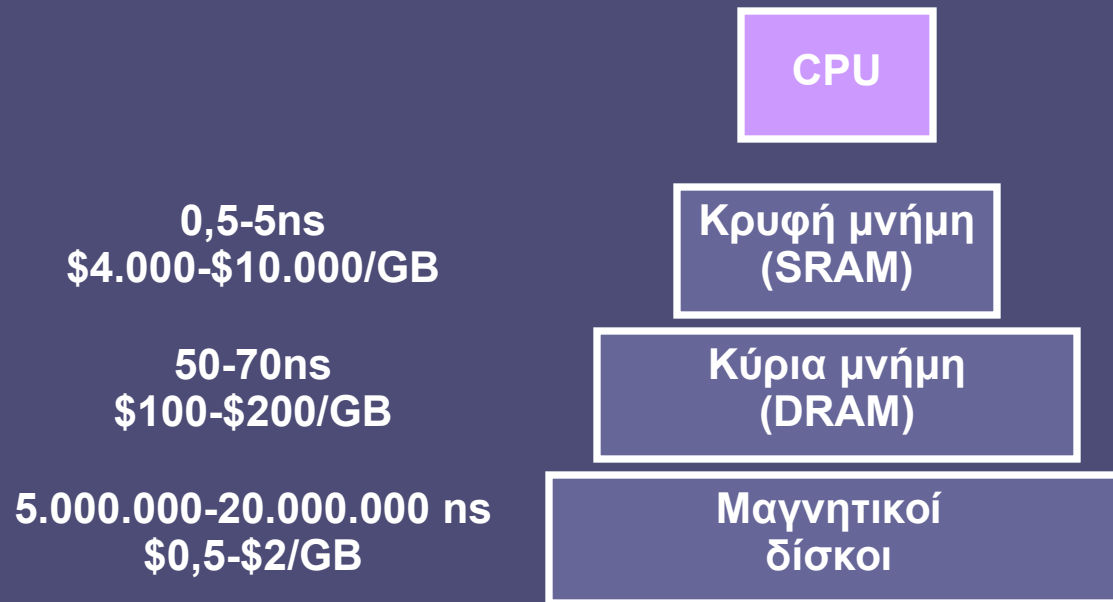 CPU
0,5-5ns
$4.000-$10.000/GB
Κρυφή μνήμη
(SRAM)
50-70ns
$100-$200/GB
Κύρια μνήμη
(DRAM)
5.000.000-20.000.000 ns
$0,5-$2/GB
Μαγνητικοί
δίσκοι